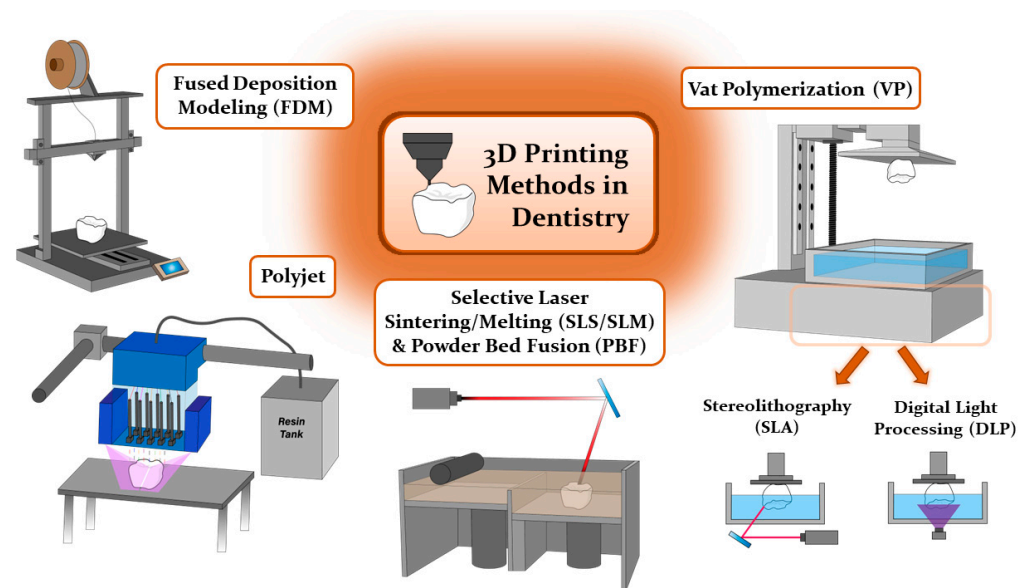 Fused Deposition
Modeling (FDM)
Vat Polymerization (VP)
3D Printing
Methods in
Dentistry
Polyjet
Selective Laser
Sintering/Melting (SLS/SLM)
& Powder Bed Fusion (PBF)
Resin
Tank
Stereolithography
(SLA)
Digital Light
Processing (DLP)